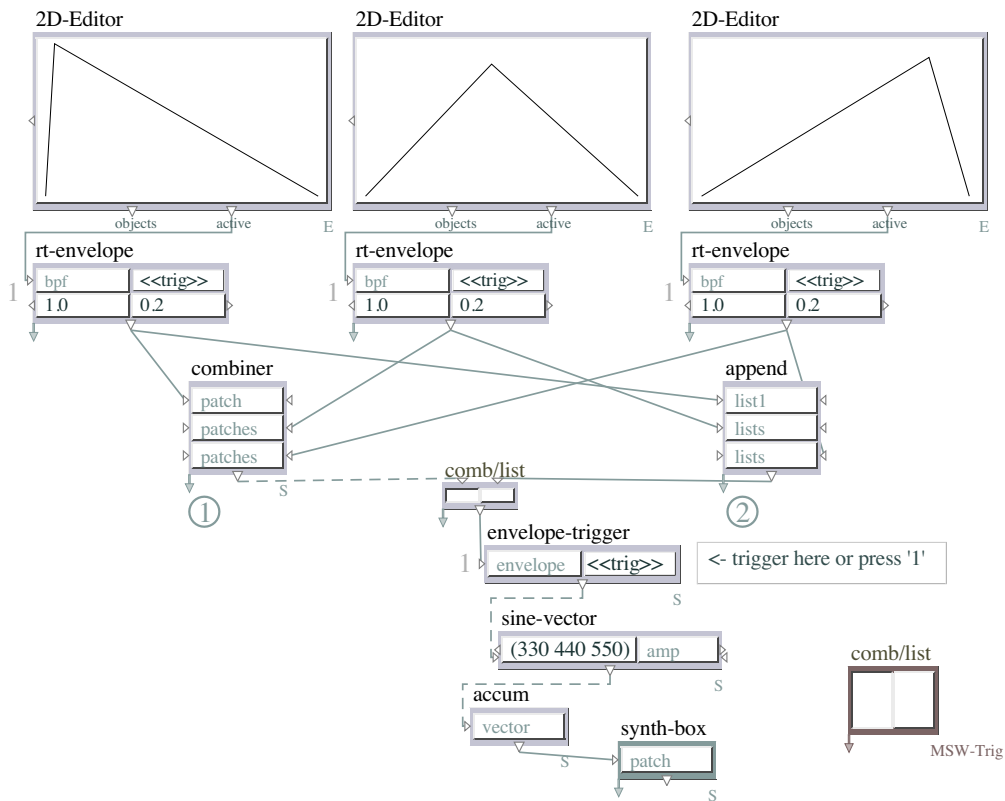 2D-Editor 2D-Editor 2D-Editor
objects active E objects active E objects active E
rt-envelope rt-envelope rt-envelope
1 bpf <<trig>> 1 bpf <<trig>> 1 bpf <<trig>>
1.0 0.2 1.0 0.2 1.0 0.2
combiner append
patch list1
patches lists
patches lists
comb/list
S
1 2
envelope-trigger
1 envelope <<trig>> <- trigger here or press '1'
S
sine-vector
(330 440 550) amp comb/list
S
accum
vector synth-box
S patch MSW-Trig
S